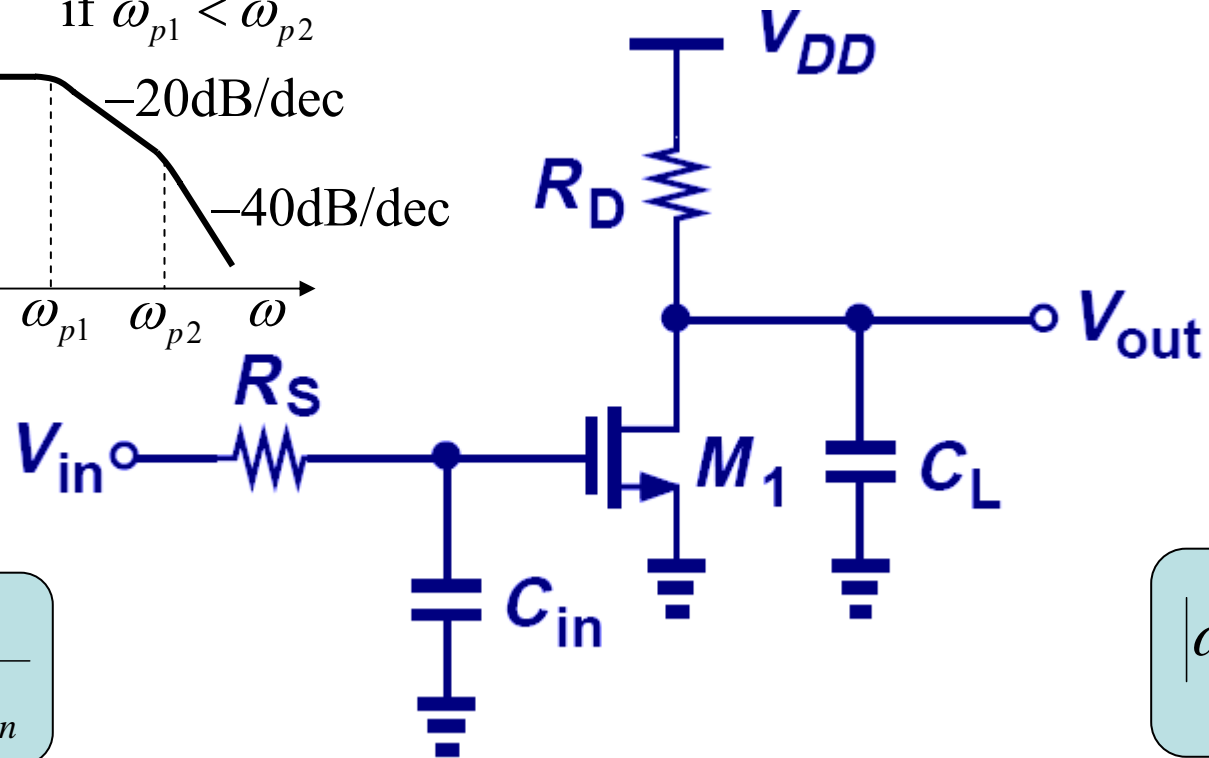 if ω_p1 < ω_p2
V_DD
−20dB/dec
R_D
−40dB/dec
ω_p1 ω_p2 ω
V_out
R_S
V_in
M_1
C_L
C_in
n